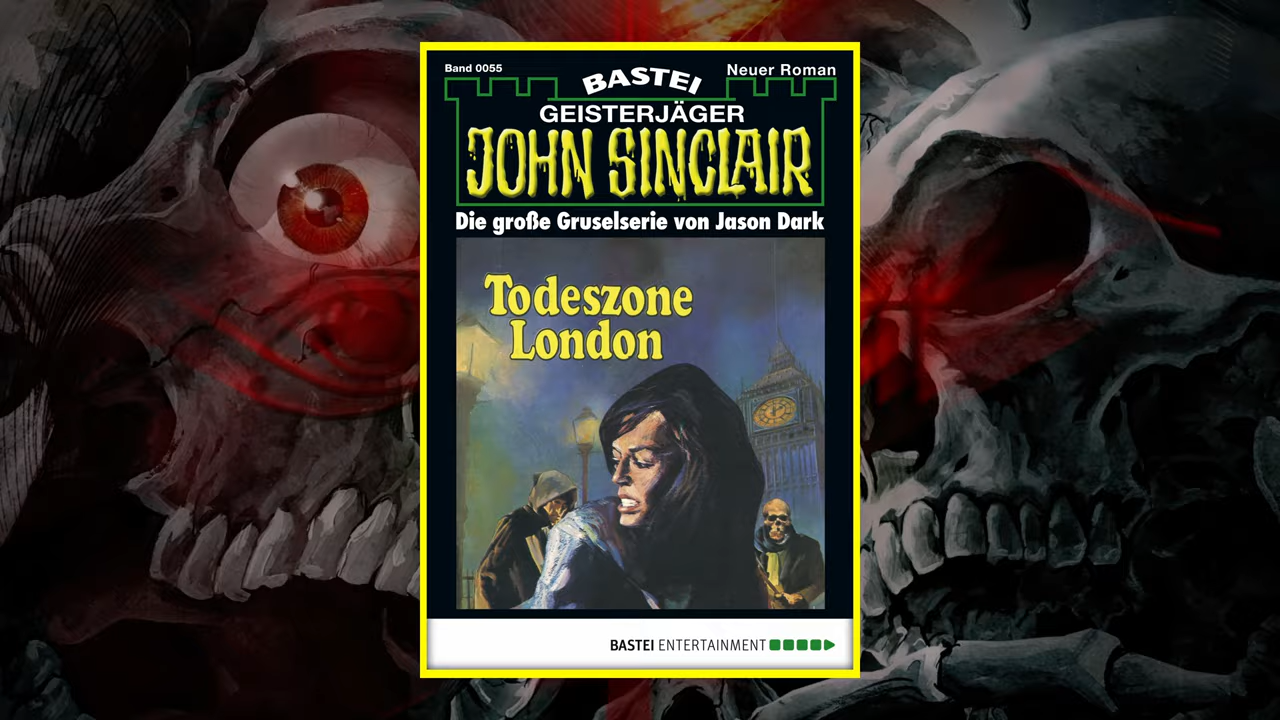 Band 0055
BASTEI
Neuer Roman
GEISTERJÄGER
JOHN SINCLAIR
Die große Gruselserie von Jason Dark
Todeszone
London
BASTEI ENTERTAINMENT